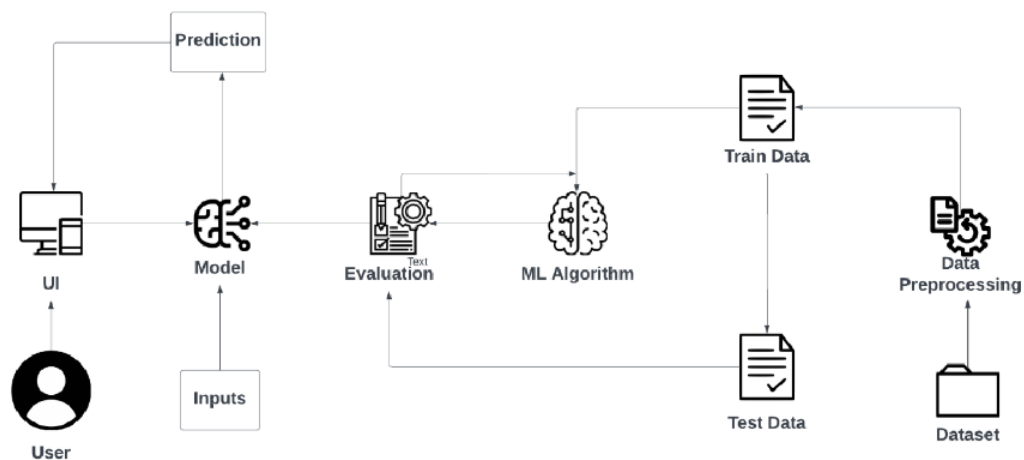 Prediction
Train Data
UI
Model
Text
Evaluation
ML Algorithm
Data
Preprocessing
Inputs
Test Data
Dataset
User